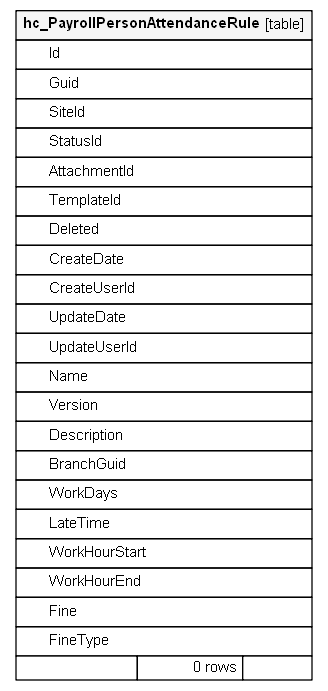 hc_PayrollPersonAttendanceRule [table]
Id
Guid
SiteId
StatusId
AttachmentId
TemplateId
Deleted
CreateDate
CreateUserId
UpdateDate
UpdateUserId
Name
Version
Description
BranchGuid
WorkDays
LateTime
WorkHourStart
WorkHourEnd
Fine
FineType
0 rows